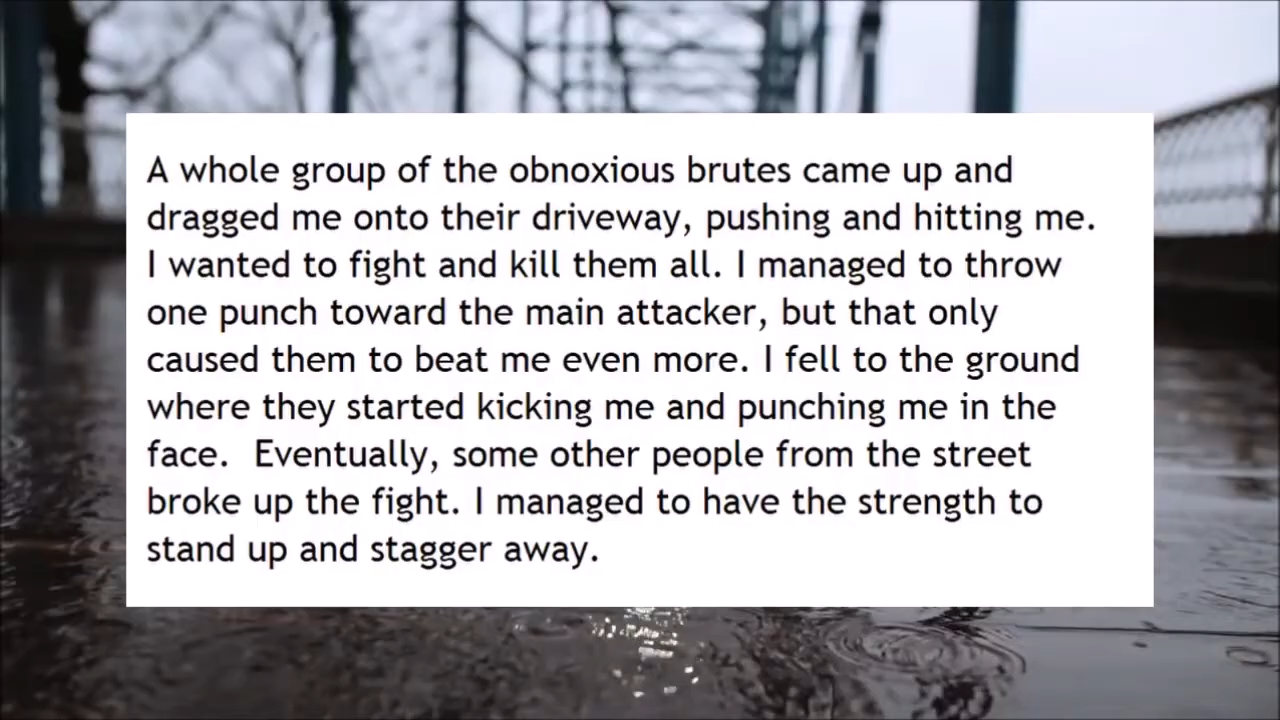 A whole group of the obnoxious brutes came up and
dragged me onto their driveway, pushing and hitting me.
I wanted to fight and kill them all. I managed to throw
one punch toward the main attacker, but that only
caused them to beat me even more. I fell to the ground
where they started kicking me and punching me in the
face.  Eventually, some other people from the street
broke up the fight. I managed to have the strength to
stand up and stagger away.